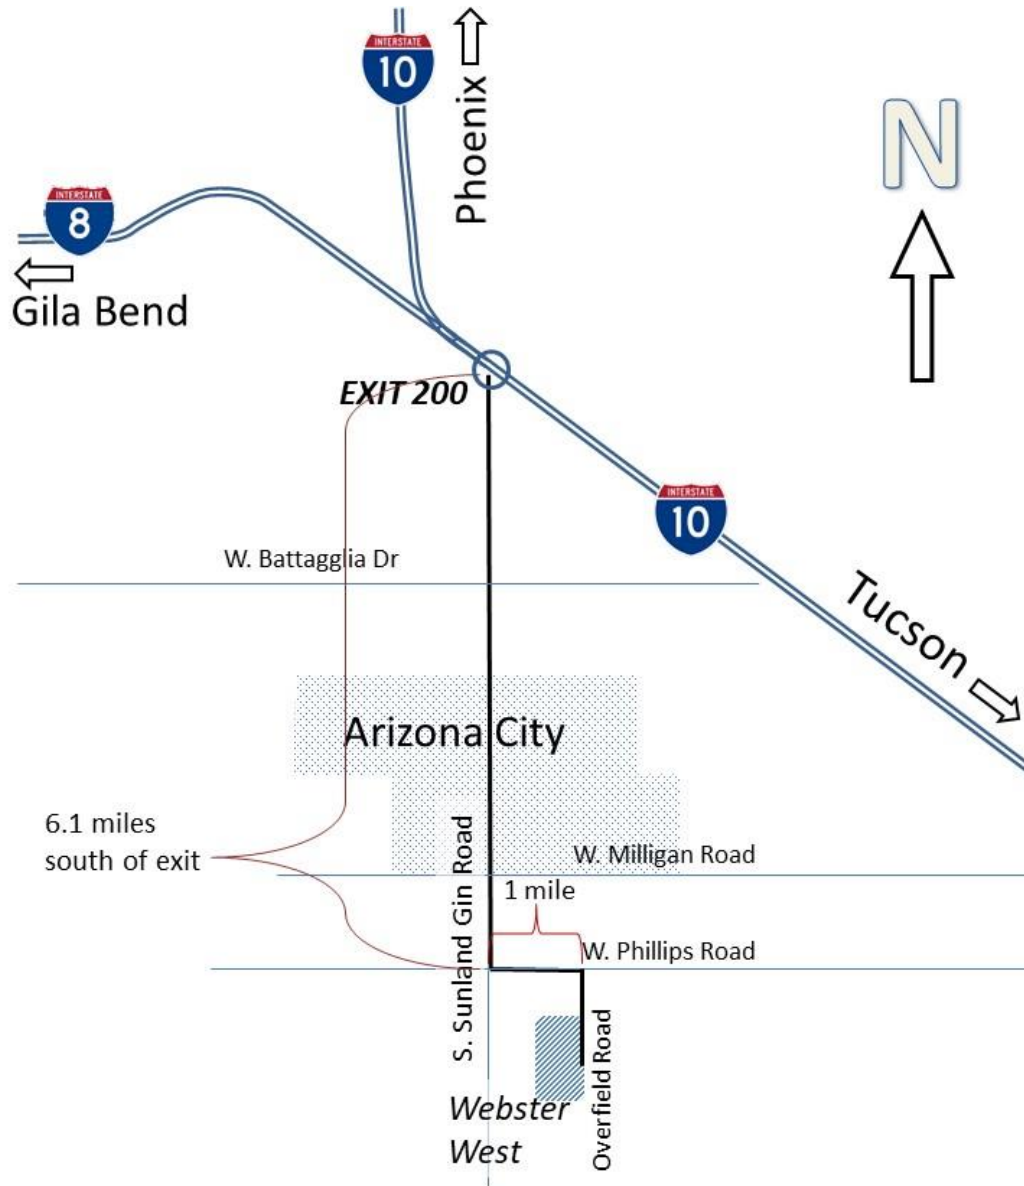 INTERSTATE
10
Phoenix
N
INTERSTATE
8
Gila Bend
EXIT 200
INTERSTATE
10
W. Battagglia Dr
Tucson
Arizona City
6.1 miles
south of exit
S. Sunland Gin Road
W. Milligan Road
1 mile
W. Phillips Road
Overfield Road
Webster
West